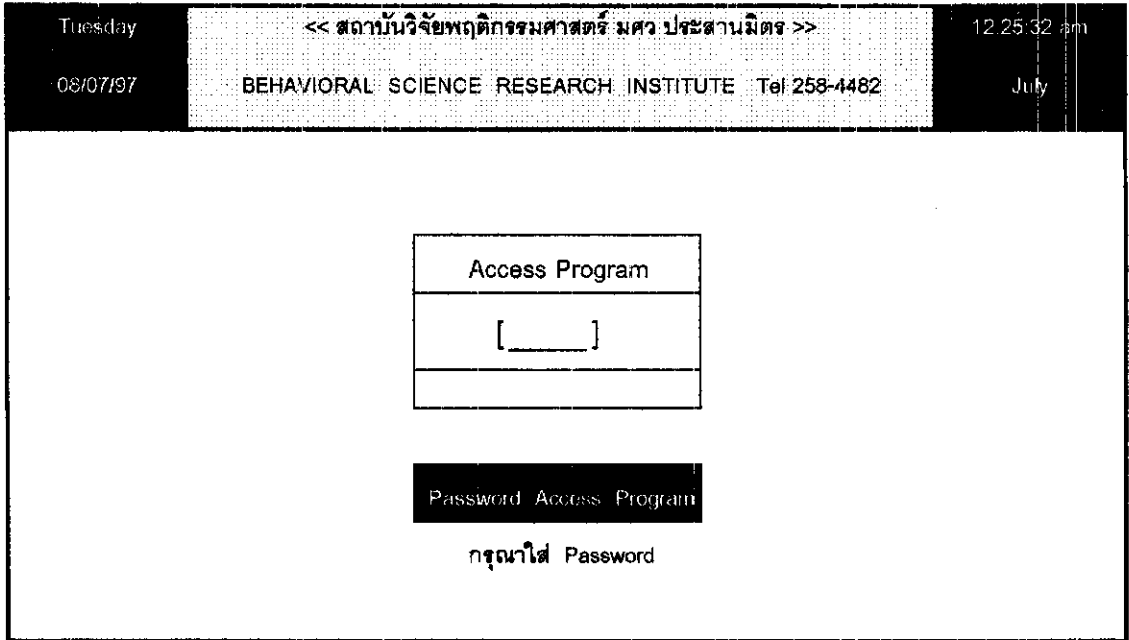 Tuesday << สถาบันวิจัยพฤติกรรมศาสตร์ มศว ประสานมิตร >> 12:25:32 am
08/07/97 BEHAVIORAL SCIENCE RESEARCH INSTITUTE Tel 258-4482 July
Access Program
[_____]
Password Access Program
กรุณาใส่ Password